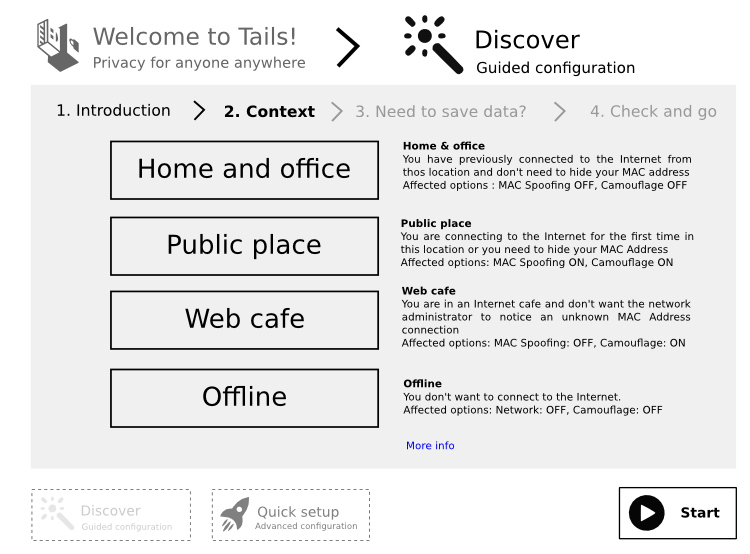 Welcome to Tails!
Privacy for anyone anywhere
Discover
Guided configuration
1. Introduction
2. Context
3. Need to save data?
4. Check and go
Home and office
Home & office
You have previously connected to the Internet from
thos location and don't need to hide your MAC address
Affected options : MAC Spoofing OFF, Camouflage OFF
Public place
Public place
You are connecting to the Internet for the first time in
this location or you need to hide your MAC Address
Affected options: MAC Spoofing ON, Camouflage ON
Web cafe
Web cafe
You are in an Internet cafe and don't want the network
administrator to notice an unknown MAC Address
connection
Affected options: MAC Spoofing: OFF, Camouflage: ON
Offline
Offline
You don't want to connect to the Internet.
Affected options: Network: OFF, Camouflage: OFF
More info
Discover
Guided configuration
Quick setup
Advanced configuration
Start